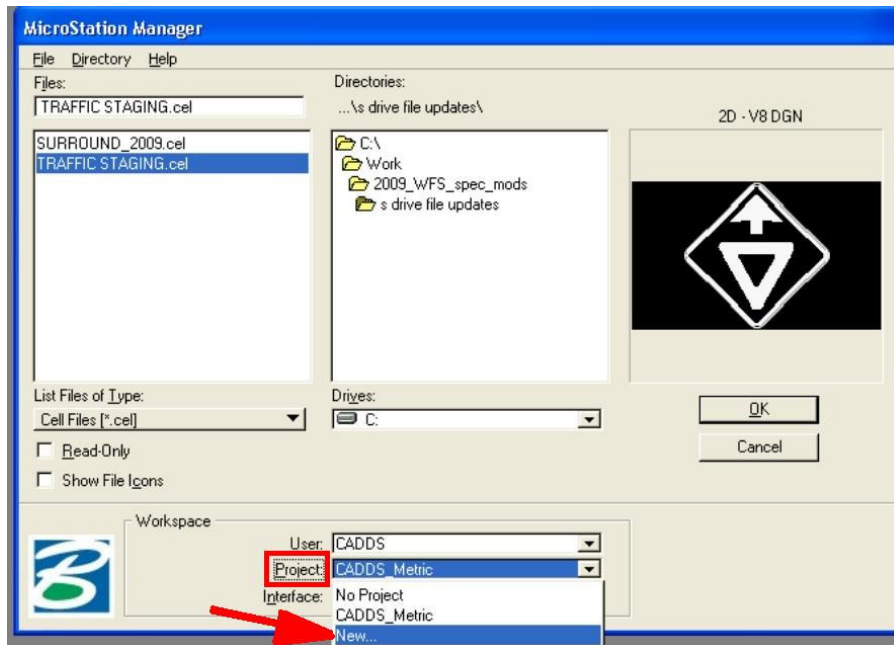 MicroStation Manager
File Directory Help
Files:
TRAFFIC STAGING.cel
SURROUND_2009.cel
TRAFFIC STAGING.cel
List Files of Type:
Cell Files [*.cel]
Read-Only
Show File Icons
Directories:
...\s drive file updates\
C:\
Work
2009_WFS_spec_mods
s drive file updates
Drives:
C:
2D - V8 DGN
OK
Cancel
Workspace
User: CADDS
Project: CADDS_Metric
Interface:
No Project
CADDS_Metric
New...